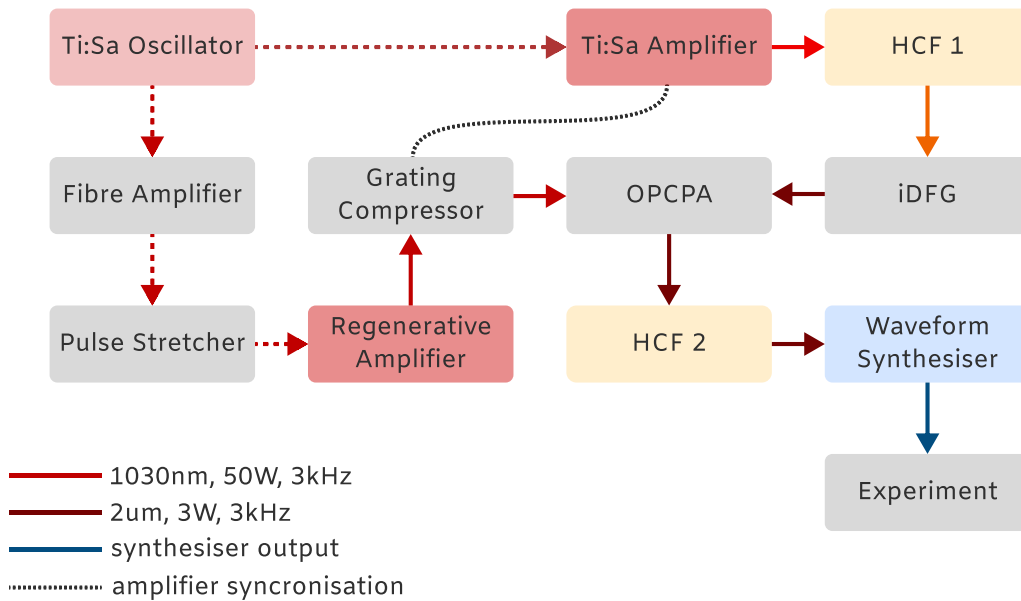 Ti:Sa Oscillator
Ti:Sa Amplifier
HCF 1
Fibre Amplifier
Grating
Compressor
OPCPA
iDFG
Pulse Stretcher
Regenerative
Amplifier
HCF 2
Waveform
Synthesiser
Experiment
1030nm, 50W, 3kHz
2um, 3W, 3kHz
synthesiser output
amplifier syncronisation